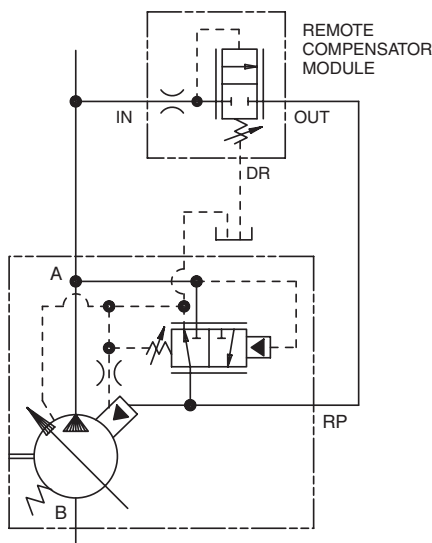 REMOTE
COMPENSATOR
MODULE
IN
OUT
DR
A
RP
B